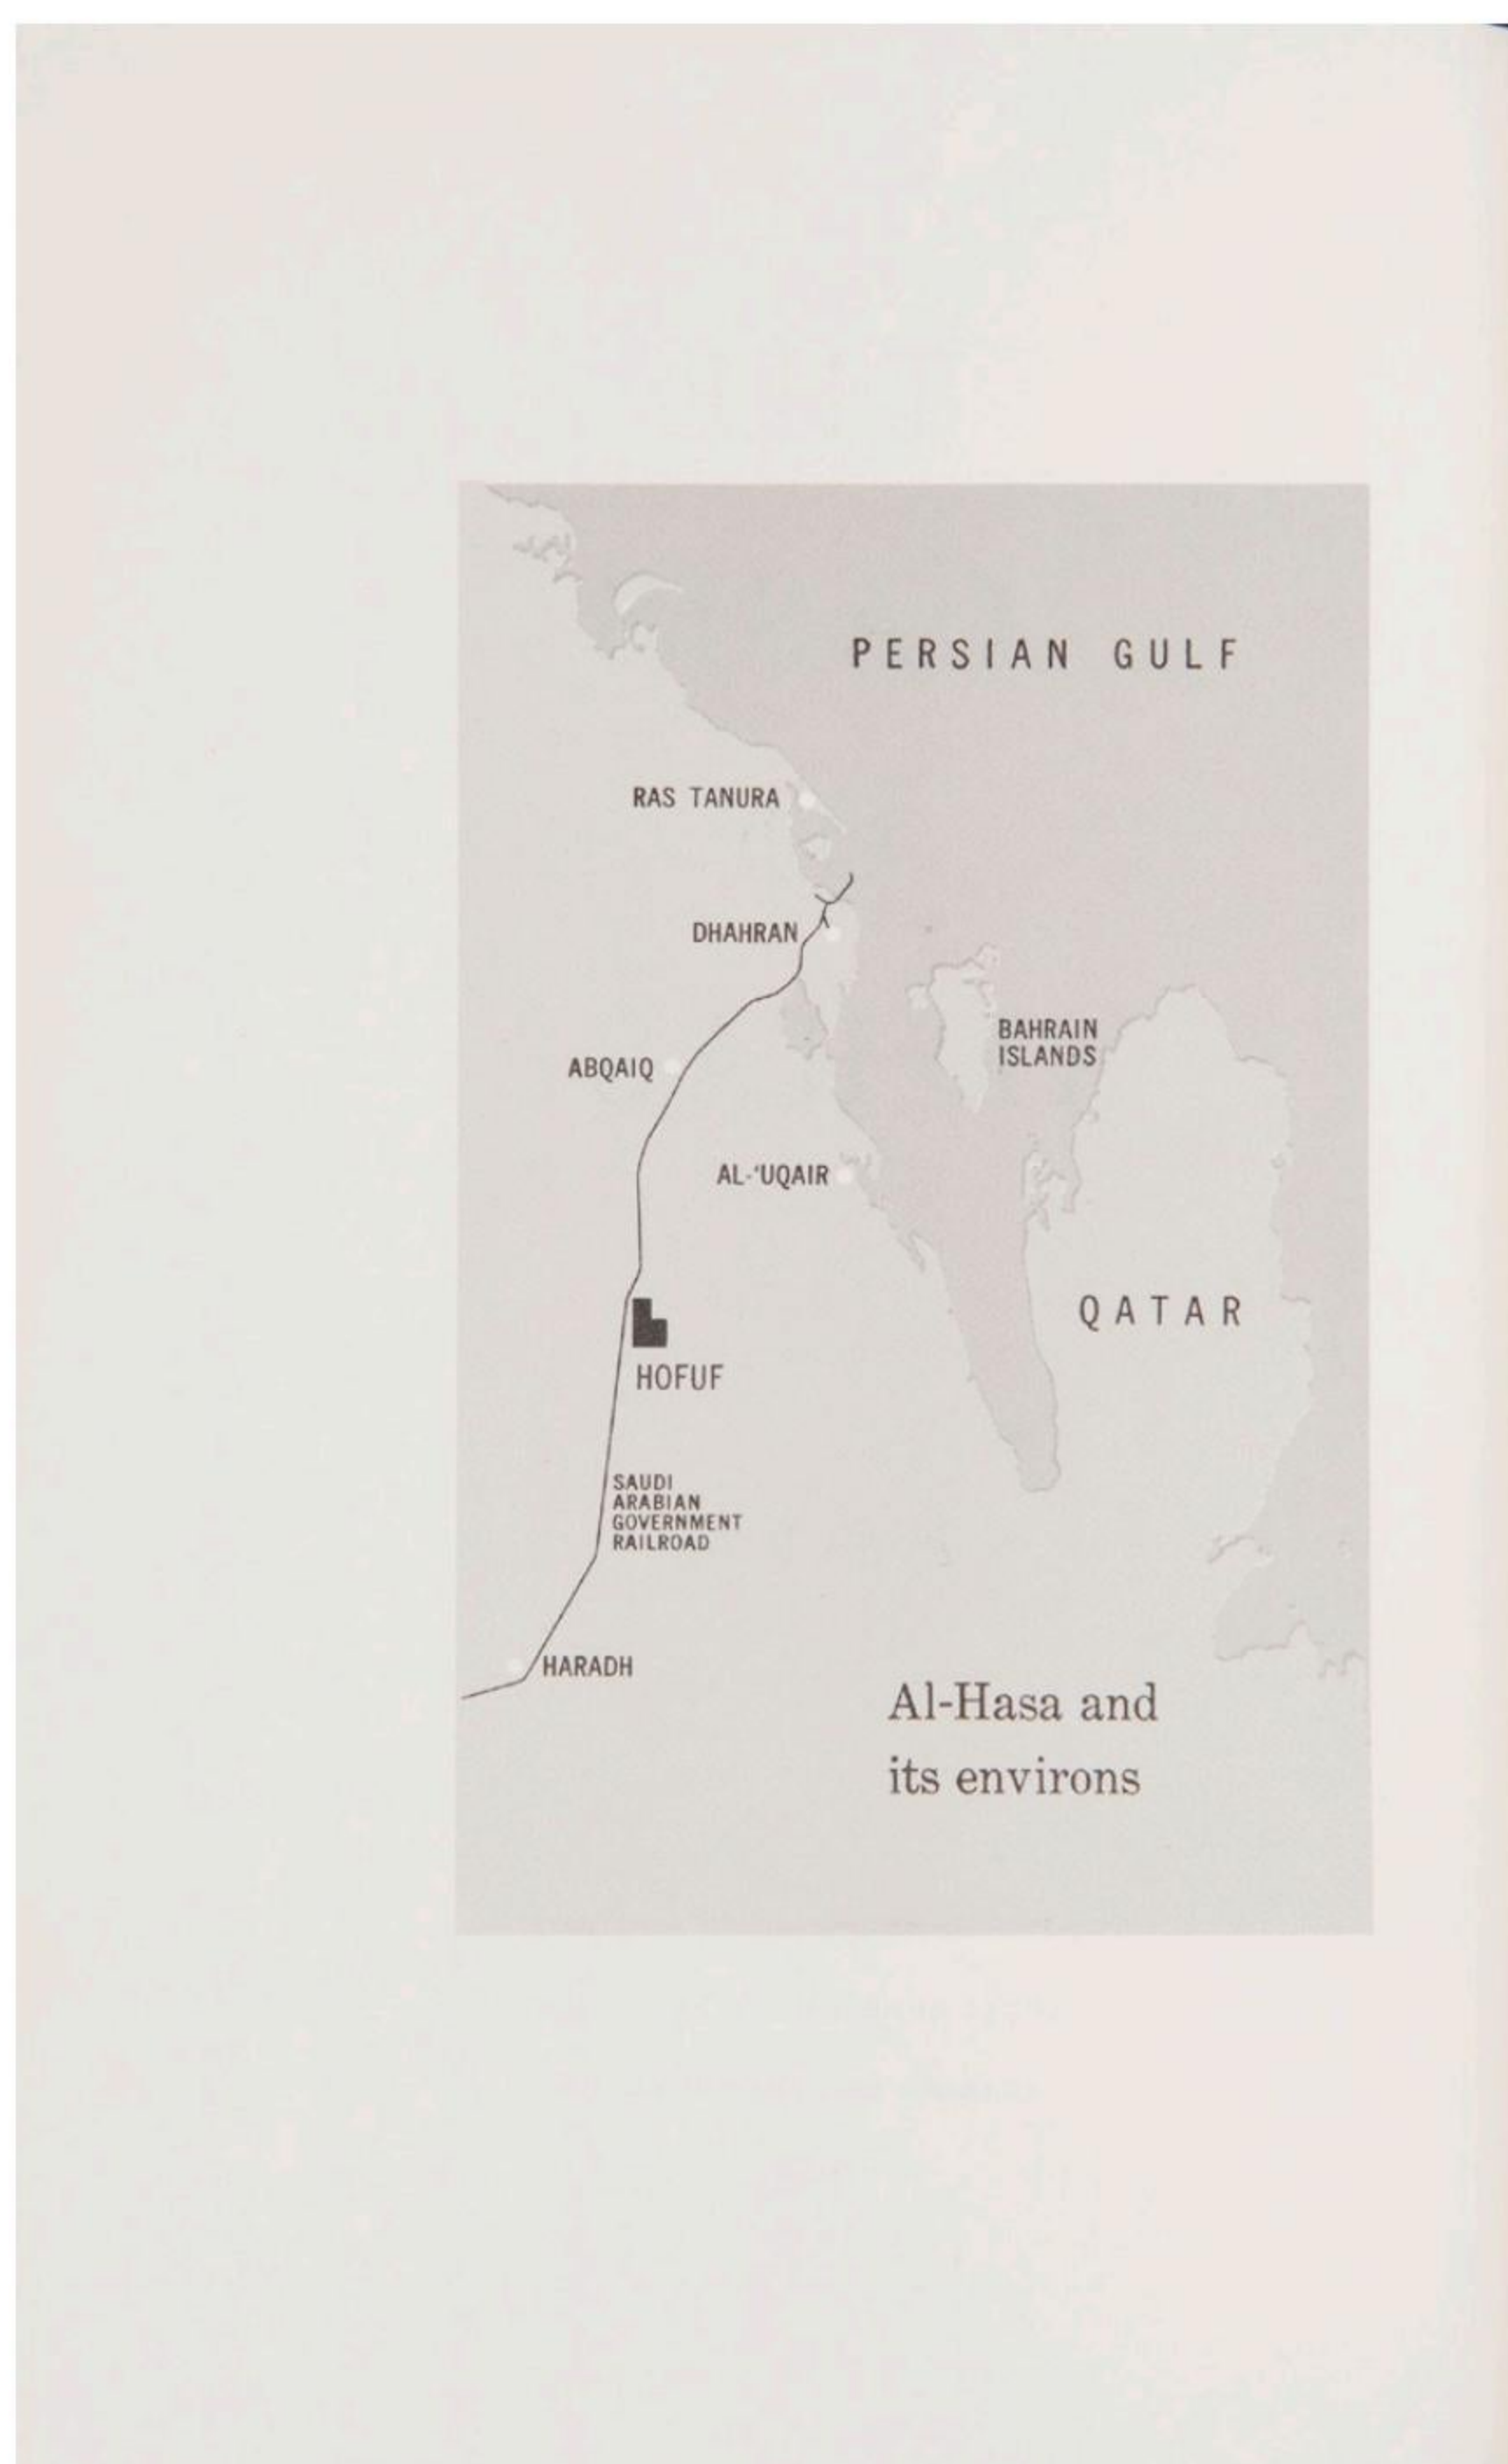 PERSIAN GULF
RAS TANURA
DHAHRAN
BAHRAIN
ISLANDS
ABQAIQ
AL-'UQAIR
QATAR
HOFUF
SAUDI
ARABIAN
GOVERNMENT
RAILROAD
HARADH
Al-Hasa and
its environs